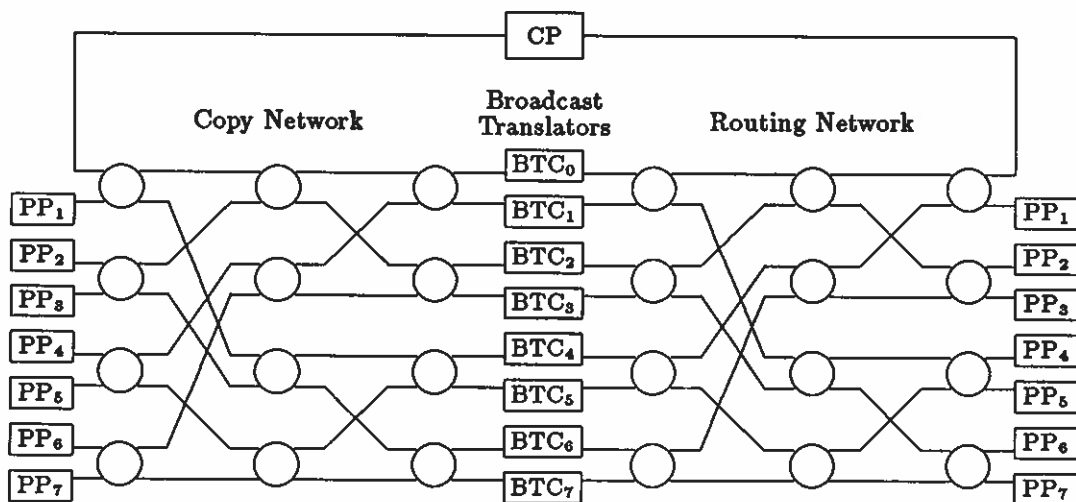 CP
Copy Network
Broadcast
Translators
Routing Network
BTC₀
PP₁
BTC₁
PP₁
PP₂
BTC₂
PP₂
PP₃
BTC₃
PP₃
PP₄
BTC₄
PP₄
PP₅
BTC₅
PP₅
PP₆
BTC₆
PP₆
PP₇
BTC₇
PP₇